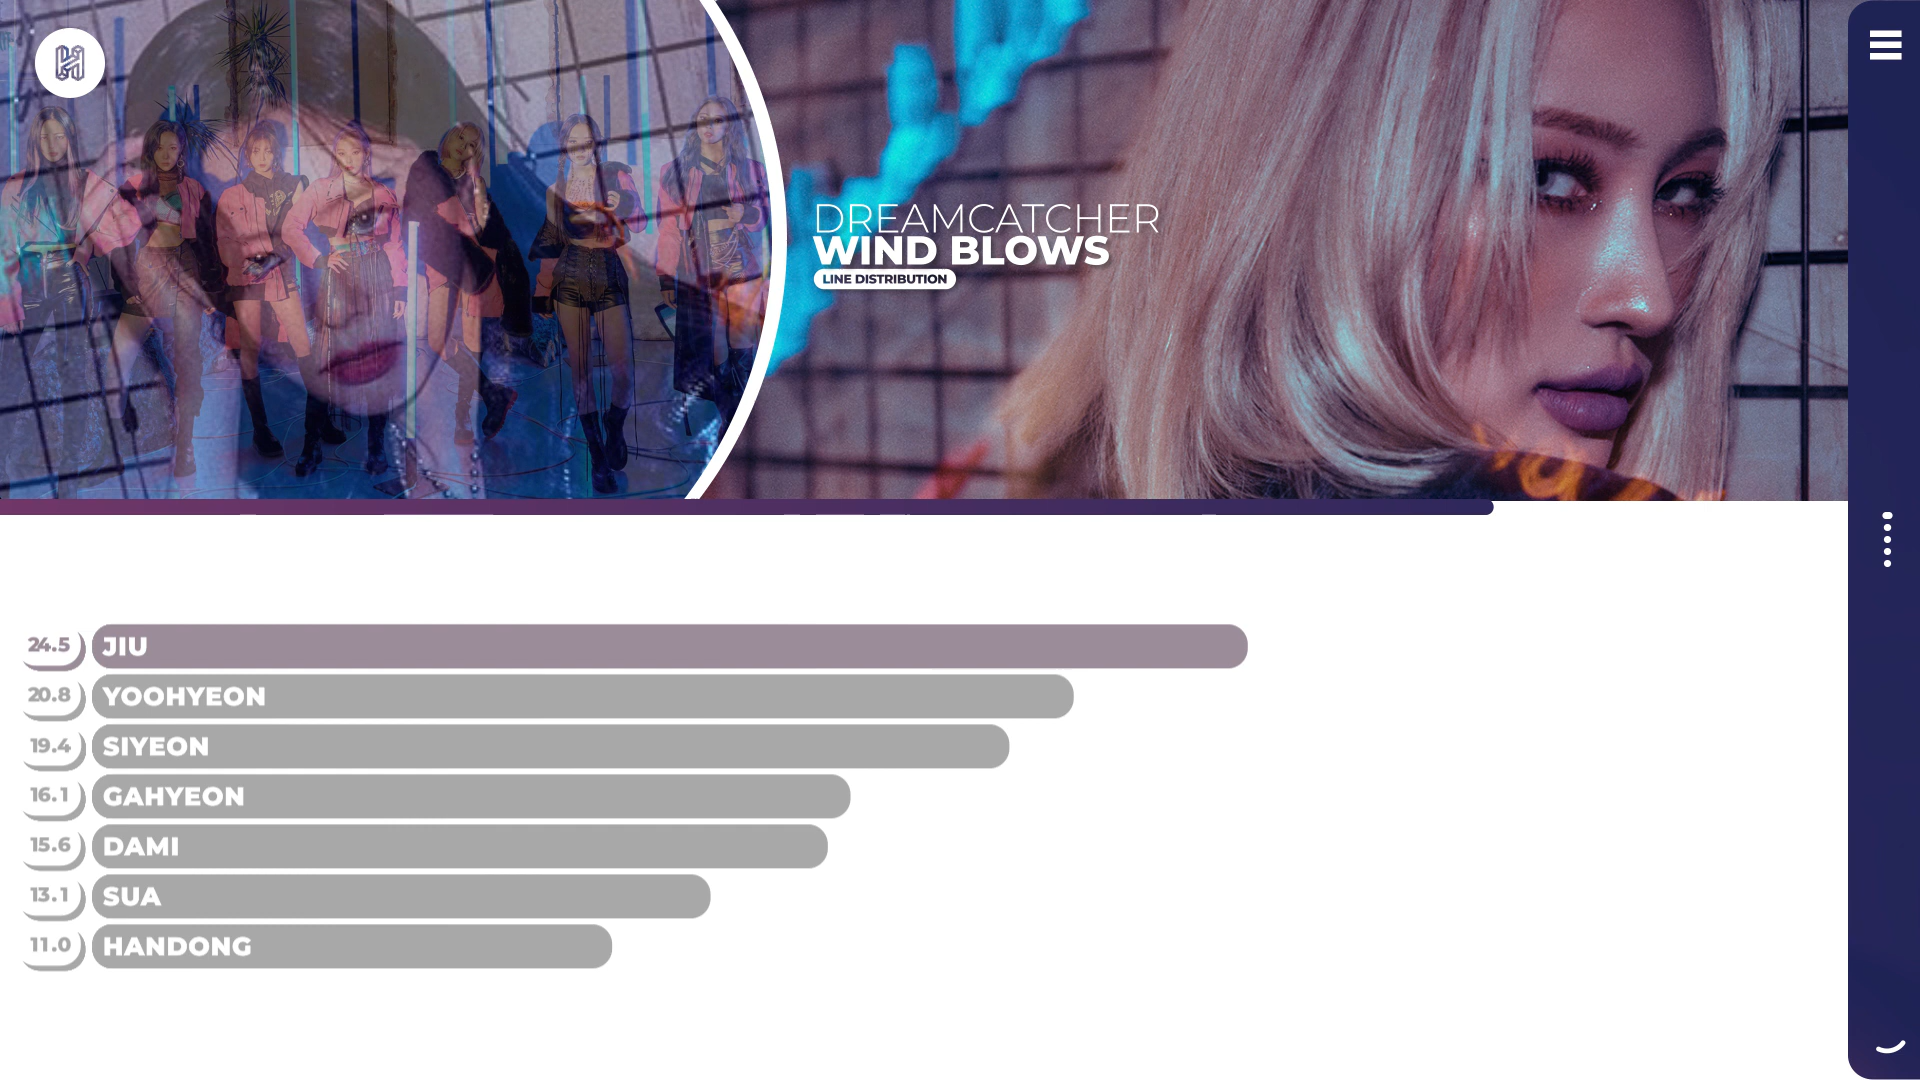 DREAMCATCHER
WIND BLOWS
LINE DISTRIBUTION
24.5 JIU
20.8 YOOHYEON
19.4 SIYEON
16.1 GAHYEON
15.6 DAMI
13.1 SUA
11.0 HANDONG